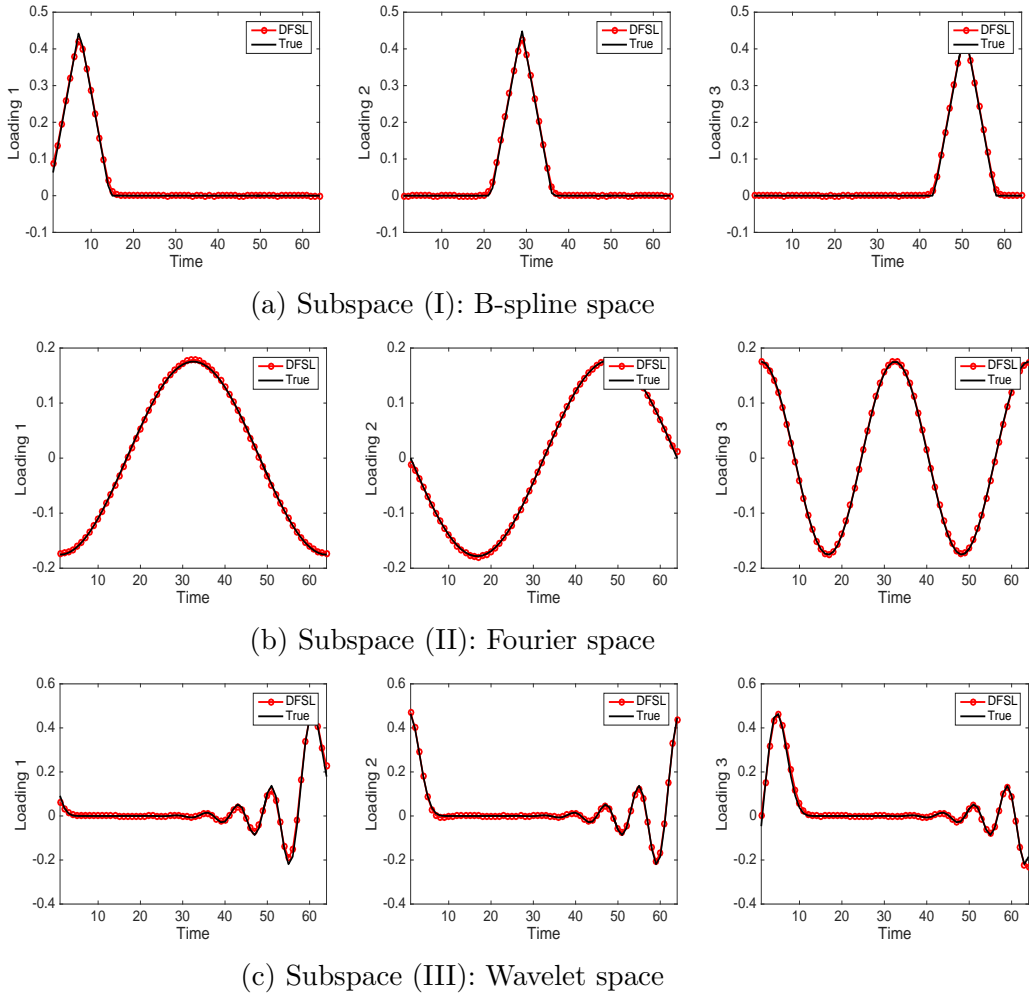 0.5
0.4
0.3
0.2
0.1
0
-0.1
Loading 1
10 20 30 40 50 60
Time
DFSL
True
0.5
0.4
0.3
0.2
0.1
0
-0.1
Loading 2
10 20 30 40 50 60
Time
DFSL
True
0.5
0.4
0.3
0.2
0.1
0
-0.1
Loading 3
10 20 30 40 50 60
Time
DFSL
True
(a) Subspace (I): B-spline space
0.2
0.1
0
-0.1
-0.2
Loading 1
10 20 30 40 50 60
Time
DFSL
True
0.2
0.1
0
-0.1
-0.2
Loading 2
10 20 30 40 50 60
Time
DFSL
True
0.2
0.1
0
-0.1
-0.2
Loading 3
10 20 30 40 50 60
Time
DFSL
True
(b) Subspace (II): Fourier space
0.6
0.4
0.2
0
-0.2
-0.4
Loading 1
10 20 30 40 50 60
Time
DFSL
True
0.6
0.4
0.2
0
-0.2
-0.4
Loading 2
10 20 30 40 50 60
Time
DFSL
True
0.6
0.4
0.2
0
-0.2
-0.4
Loading 3
10 20 30 40 50 60
Time
DFSL
True
(c) Subspace (III): Wavelet space